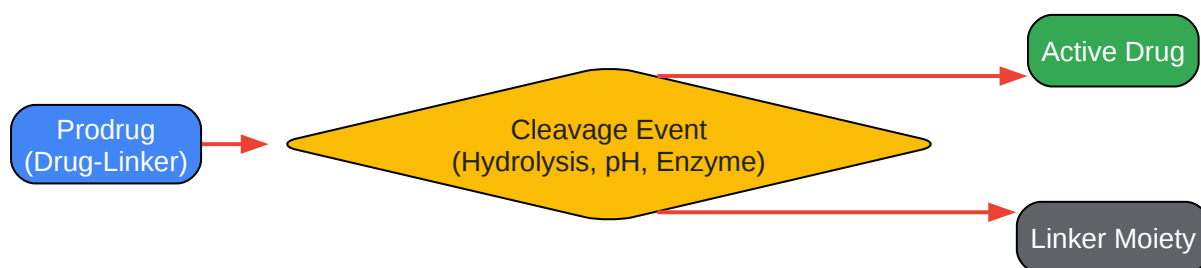 Prodrug
(Drug-Linker)
Cleavage Event
(Hydrolysis, pH, Enzyme)
Active Drug
Linker Moiety